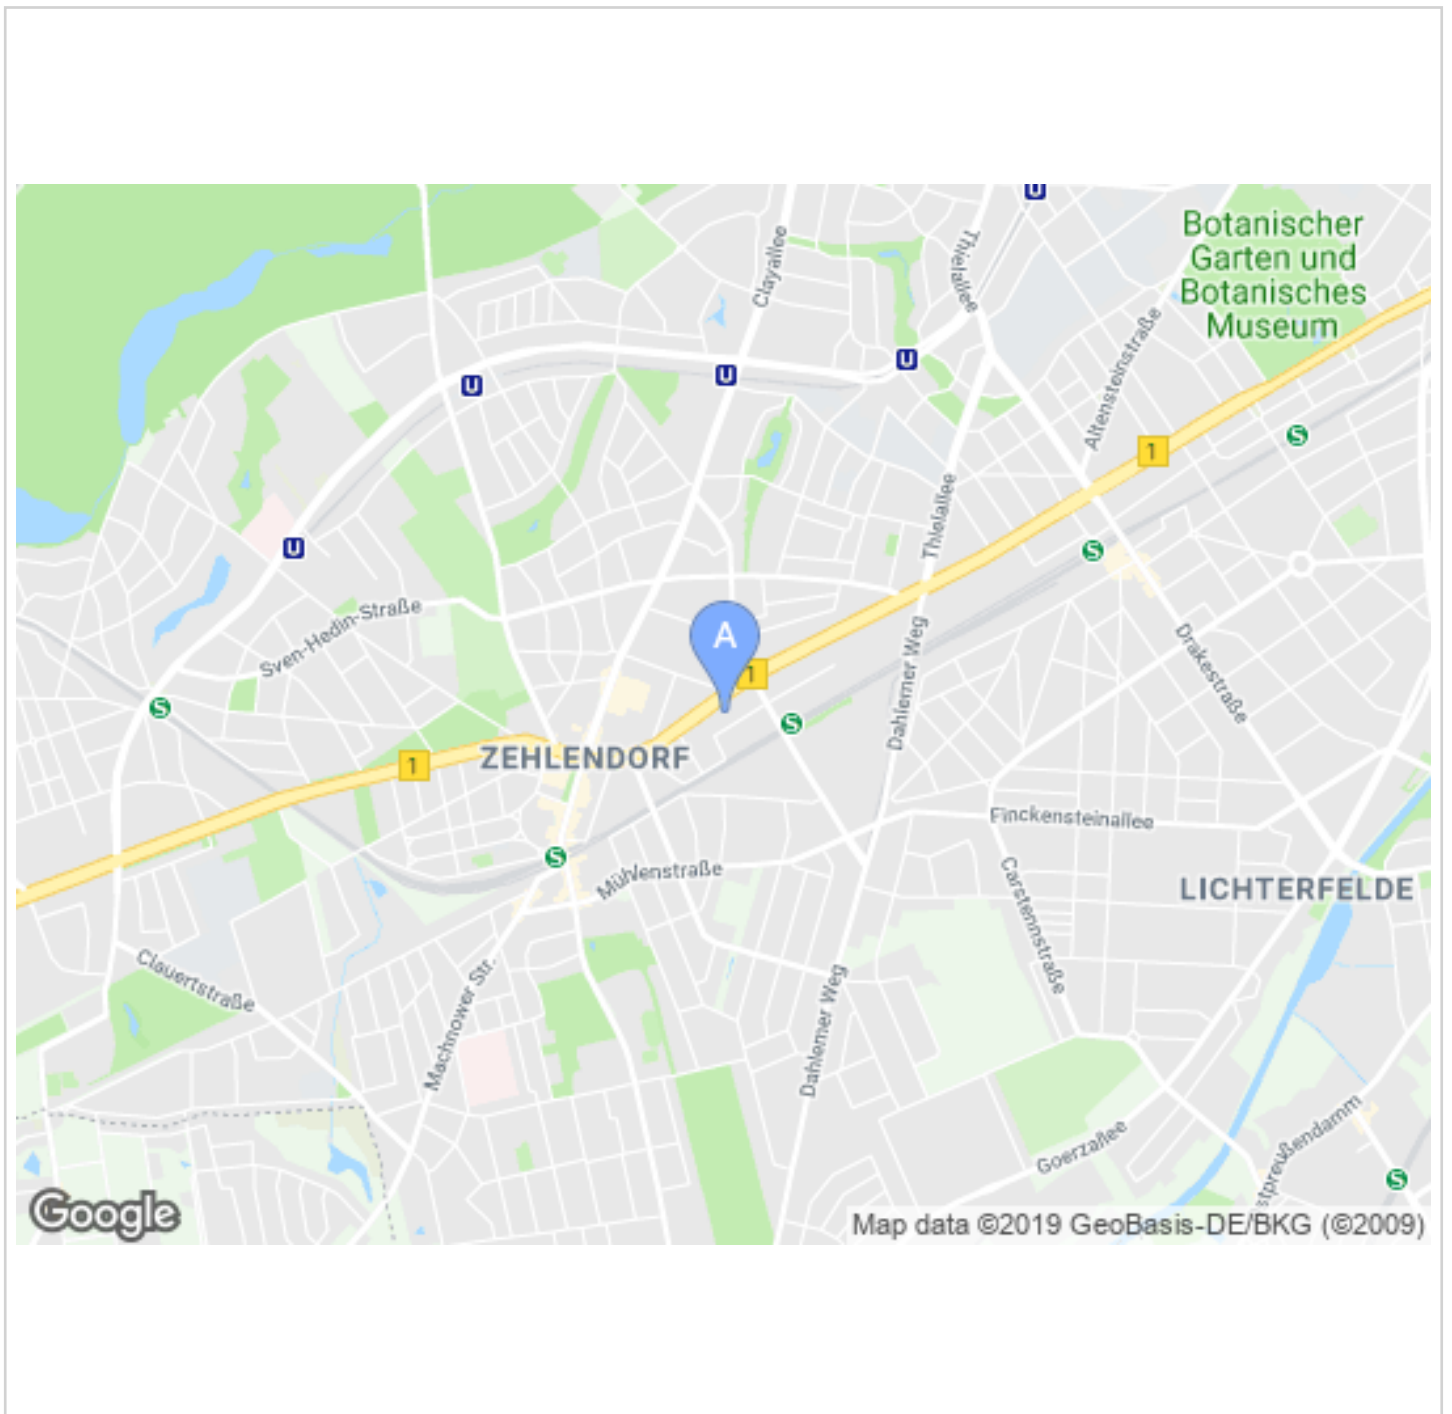 U
Botanischer
Garten und
Botanisches
Museum
Clayallee
Thielallee
Altensteinstraße
U
U
U
S
1
Thielallee
U
S
Sven-Hedin-Straße
A
1
Dahlemer Weg
Drakestraße
S
S
ZEHLENDORF
1
Finckensteinallee
S
Mühlenstraße
Carstennstraße
LICHTERFELDE
Clauertstraße
Machnower Str.
Dahlemer Weg
Goerzallee
stpreußendamm
S
Google
Map data ©2019 GeoBasis-DE/BKG (©2009)